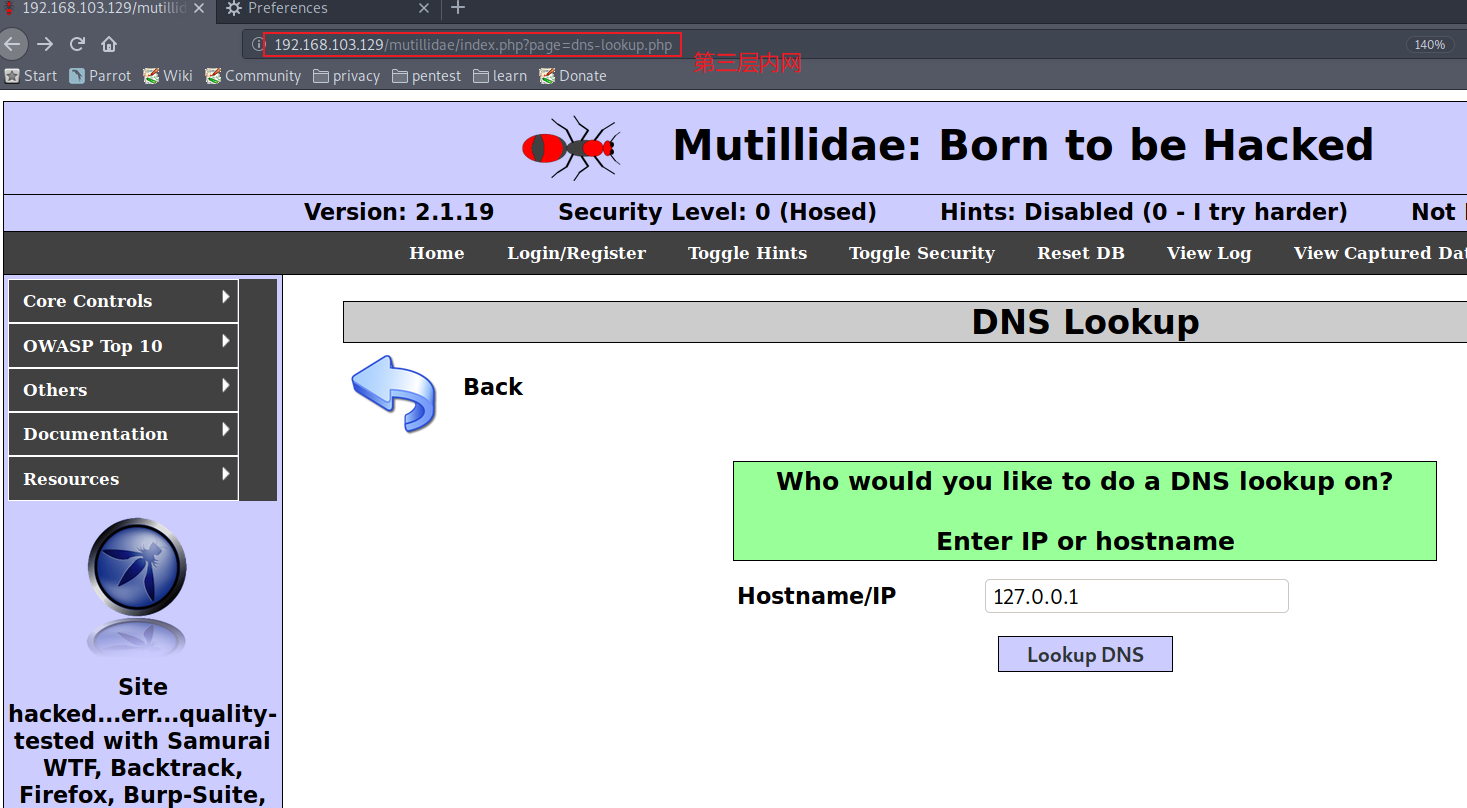 192.168.103.129/mutillid
Preferences
192.168.103.129/mutillidae/index.php?page=dns-lookup.php
140%
第三层内网
Start Parrot Wiki Community privacy pentest learn Donate
Mutillidae: Born to be Hacked
Version: 2.1.19 Security Level: 0 (Hosed) Hints: Disabled (0 - I try harder) Not
Home Login/Register Toggle Hints Toggle Security Reset DB View Log View Captured Dat
Core Controls
OWASP Top 10
Others
Documentation
Resources
DNS Lookup
Back
Who would you like to do a DNS lookup on?
Enter IP or hostname
Hostname/IP 127.0.0.1
Lookup DNS
Site
hacked...err...quality-
tested with Samurai
WTF, Backtrack,
Firefox, Burp-Suite,